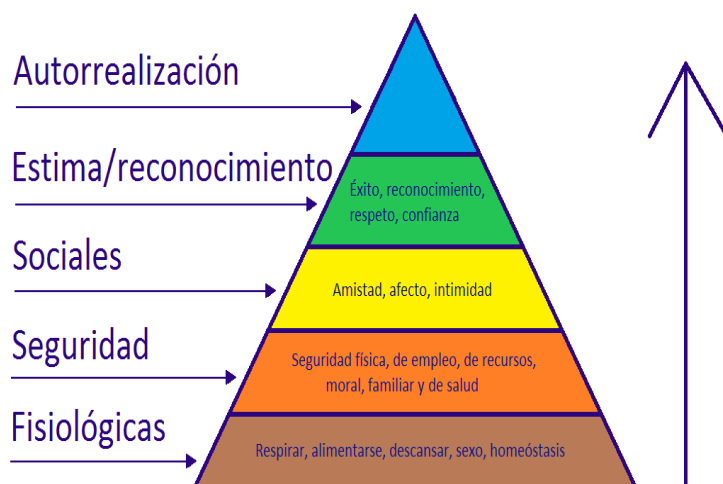 Autorrealización
Estima/reconocimiento
Éxito, reconocimiento,
respeto, confianza
Sociales
Amistad, afecto, intimidad
Seguridad
Seguridad física, de empleo, de recursos,
moral, familiar y de salud
Fisiológicas
Respirar, alimentarse, descansar, sexo, homeóstasis